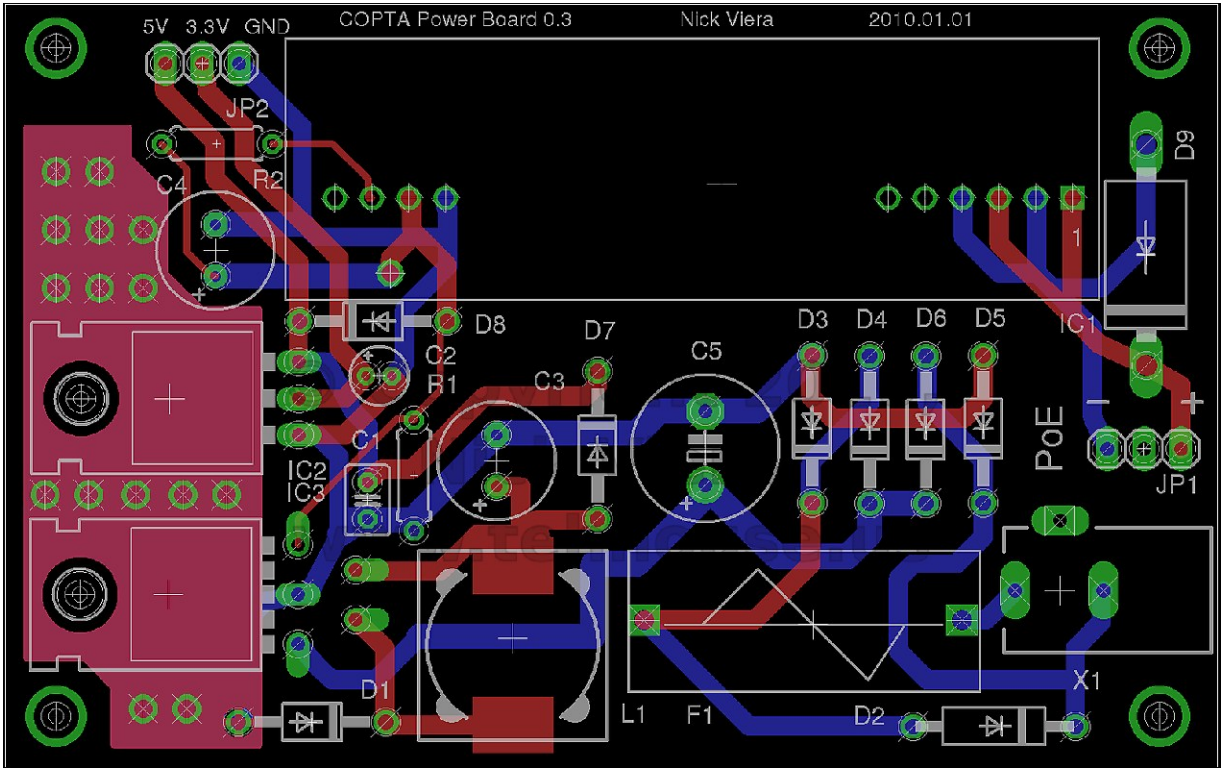 COPTA Power Board 0.3 Nick Viera 2010.01.01
5V 3.3V GND
JP2
D9
R2
C4
1
IC1
D8
D7
D3 D4 D6 D5
C2
C5
R1
C3
- +
POE
C1
IC2
IC3
JP1
D1
X1
L1 F1 D2